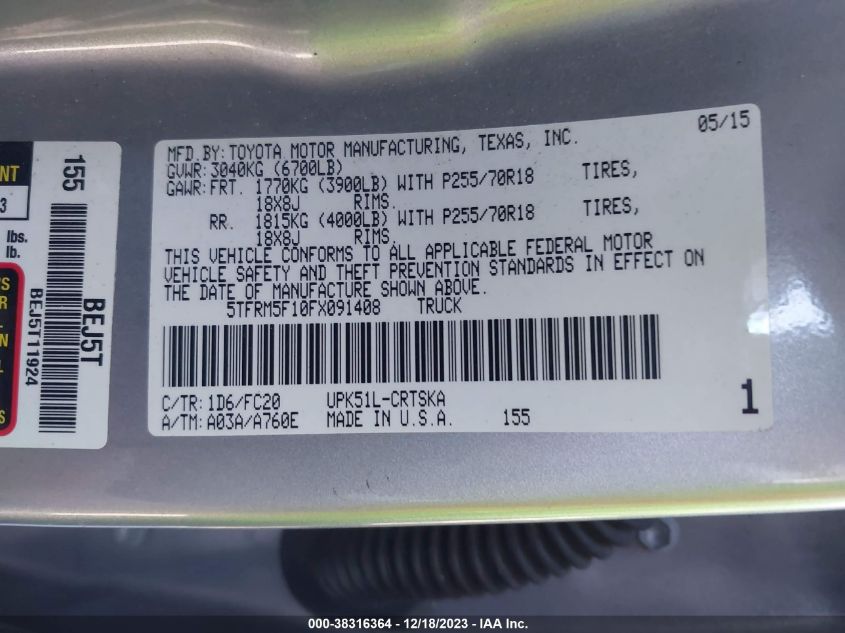 NT
3
lbs.
lb.
'S
R
L.
N
L
S
155
BEJ5T11924
BEJ5T
MFD.BY:TOYOTA MOTOR MANUFACTURING, TEXAS, INC. 05/15
GVWR:3040KG (6700LB)
GAWR:FRT. 1770KG (3900LB) WITH P255/70R18 TIRES,
18X8J RIMS.
RR. 1815KG (4000LB) WITH P255/70R18 TIRES,
18X8J RIMS.
THIS VEHICLE CONFORMS TO ALL APPLICABLE FEDERAL MOTOR
VEHICLE SAFETY AND THEFT PREVENTION STANDARDS IN EFFECT ON
THE DATE OF MANUFACTURE SHOWN ABOVE.
5TFRM5F10FX091408 TRUCK
C/TR:1D6/FC20 UPK51L-CRTSKA
A/TM:A03A/A760E MADE IN U.S.A. 155
1
000-38316364 - 12/18/2023 - IAA Inc.